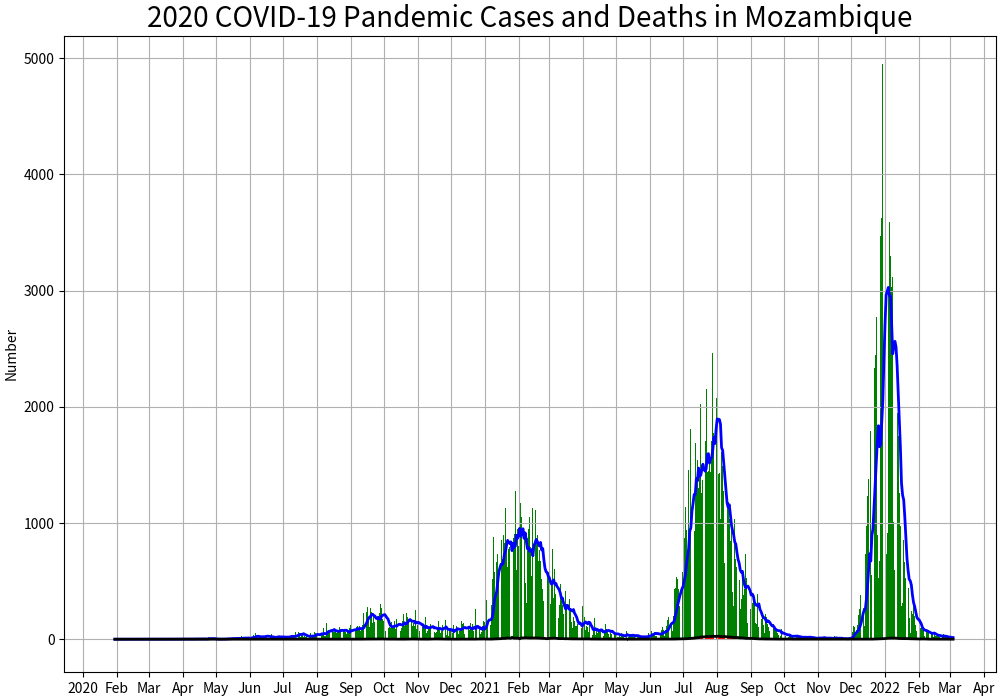 2020 COVID-19 Pandemic Cases and Deaths in Mozambique
5000
4000
3000
2000
1000
0
Number
2020 Feb Mar Apr May Jun Jul Aug Sep Oct Nov Dec 2021 Feb Mar Apr May Jun Jul Aug Sep Oct Nov Dec 2022 Feb Mar Apr